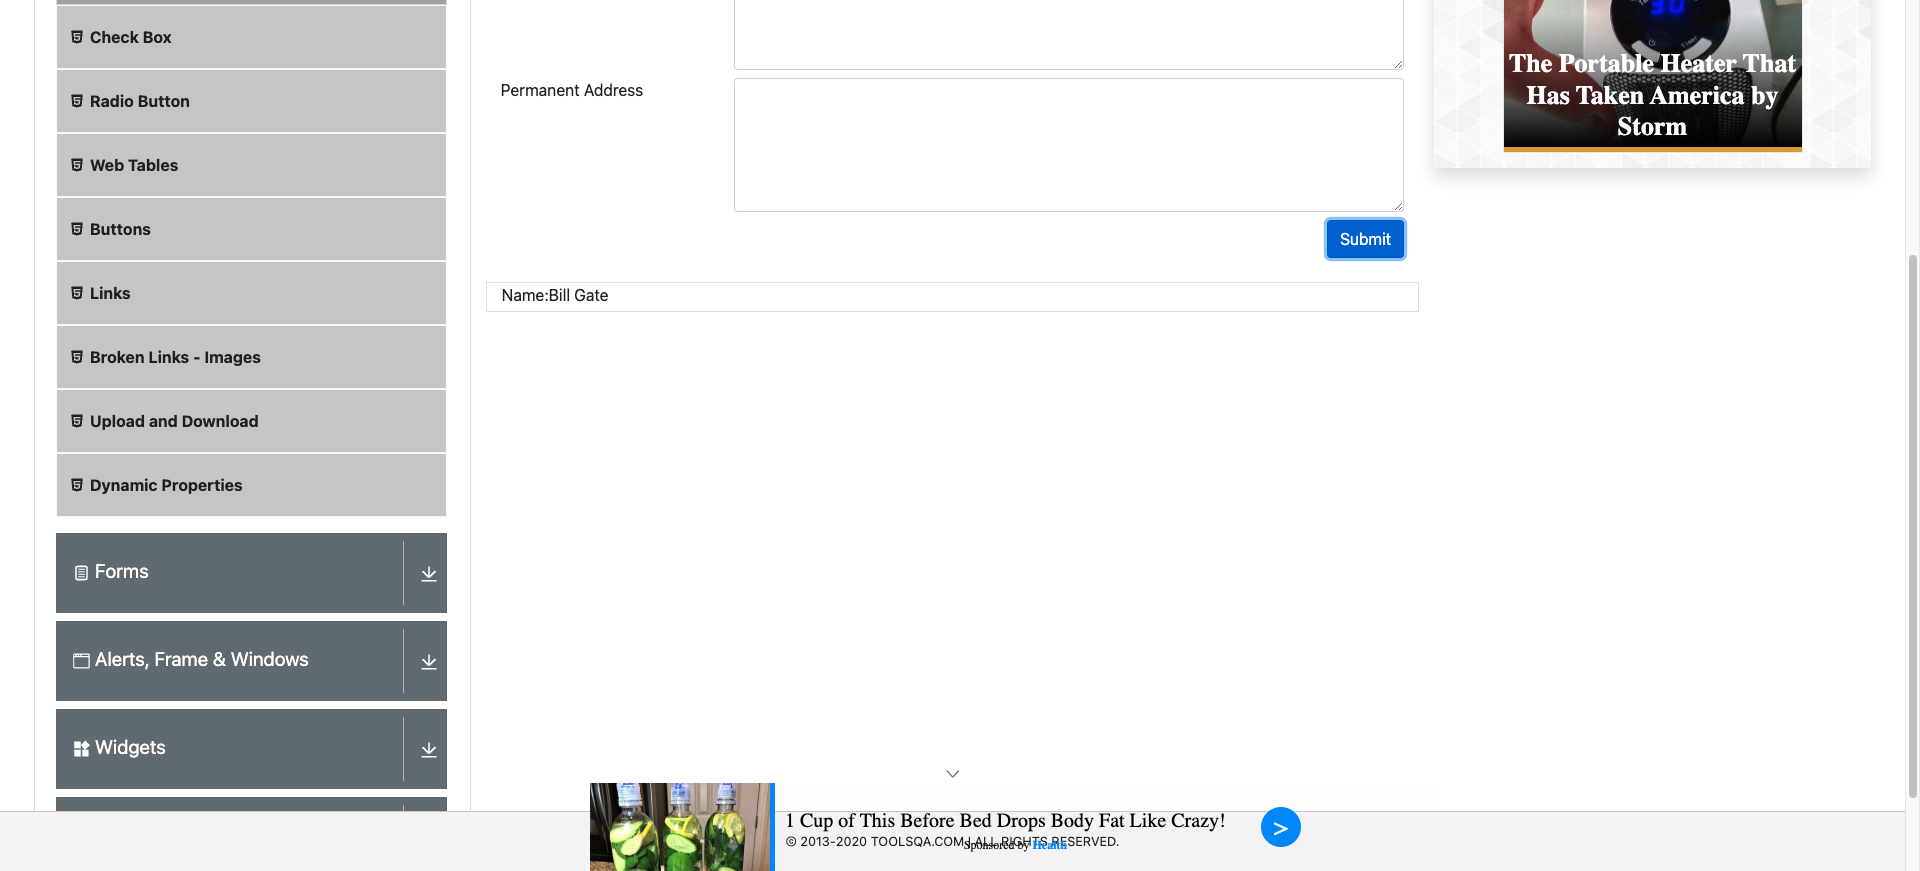 Check Box
Radio Button
Web Tables
Buttons
Links
Broken Links - Images
Upload and Download
Dynamic Properties
Forms
Alerts, Frame & Windows
Widgets
Permanent Address
Submit
Name:Bill Gate
30
The Portable Heater That
Has Taken America by
Storm
1 Cup of This Before Bed Drops Body Fat Like Crazy!
© 2013-2020 TOOLSQA.COM | ALL RIGHTS RESERVED.
Sponsored by Health
>